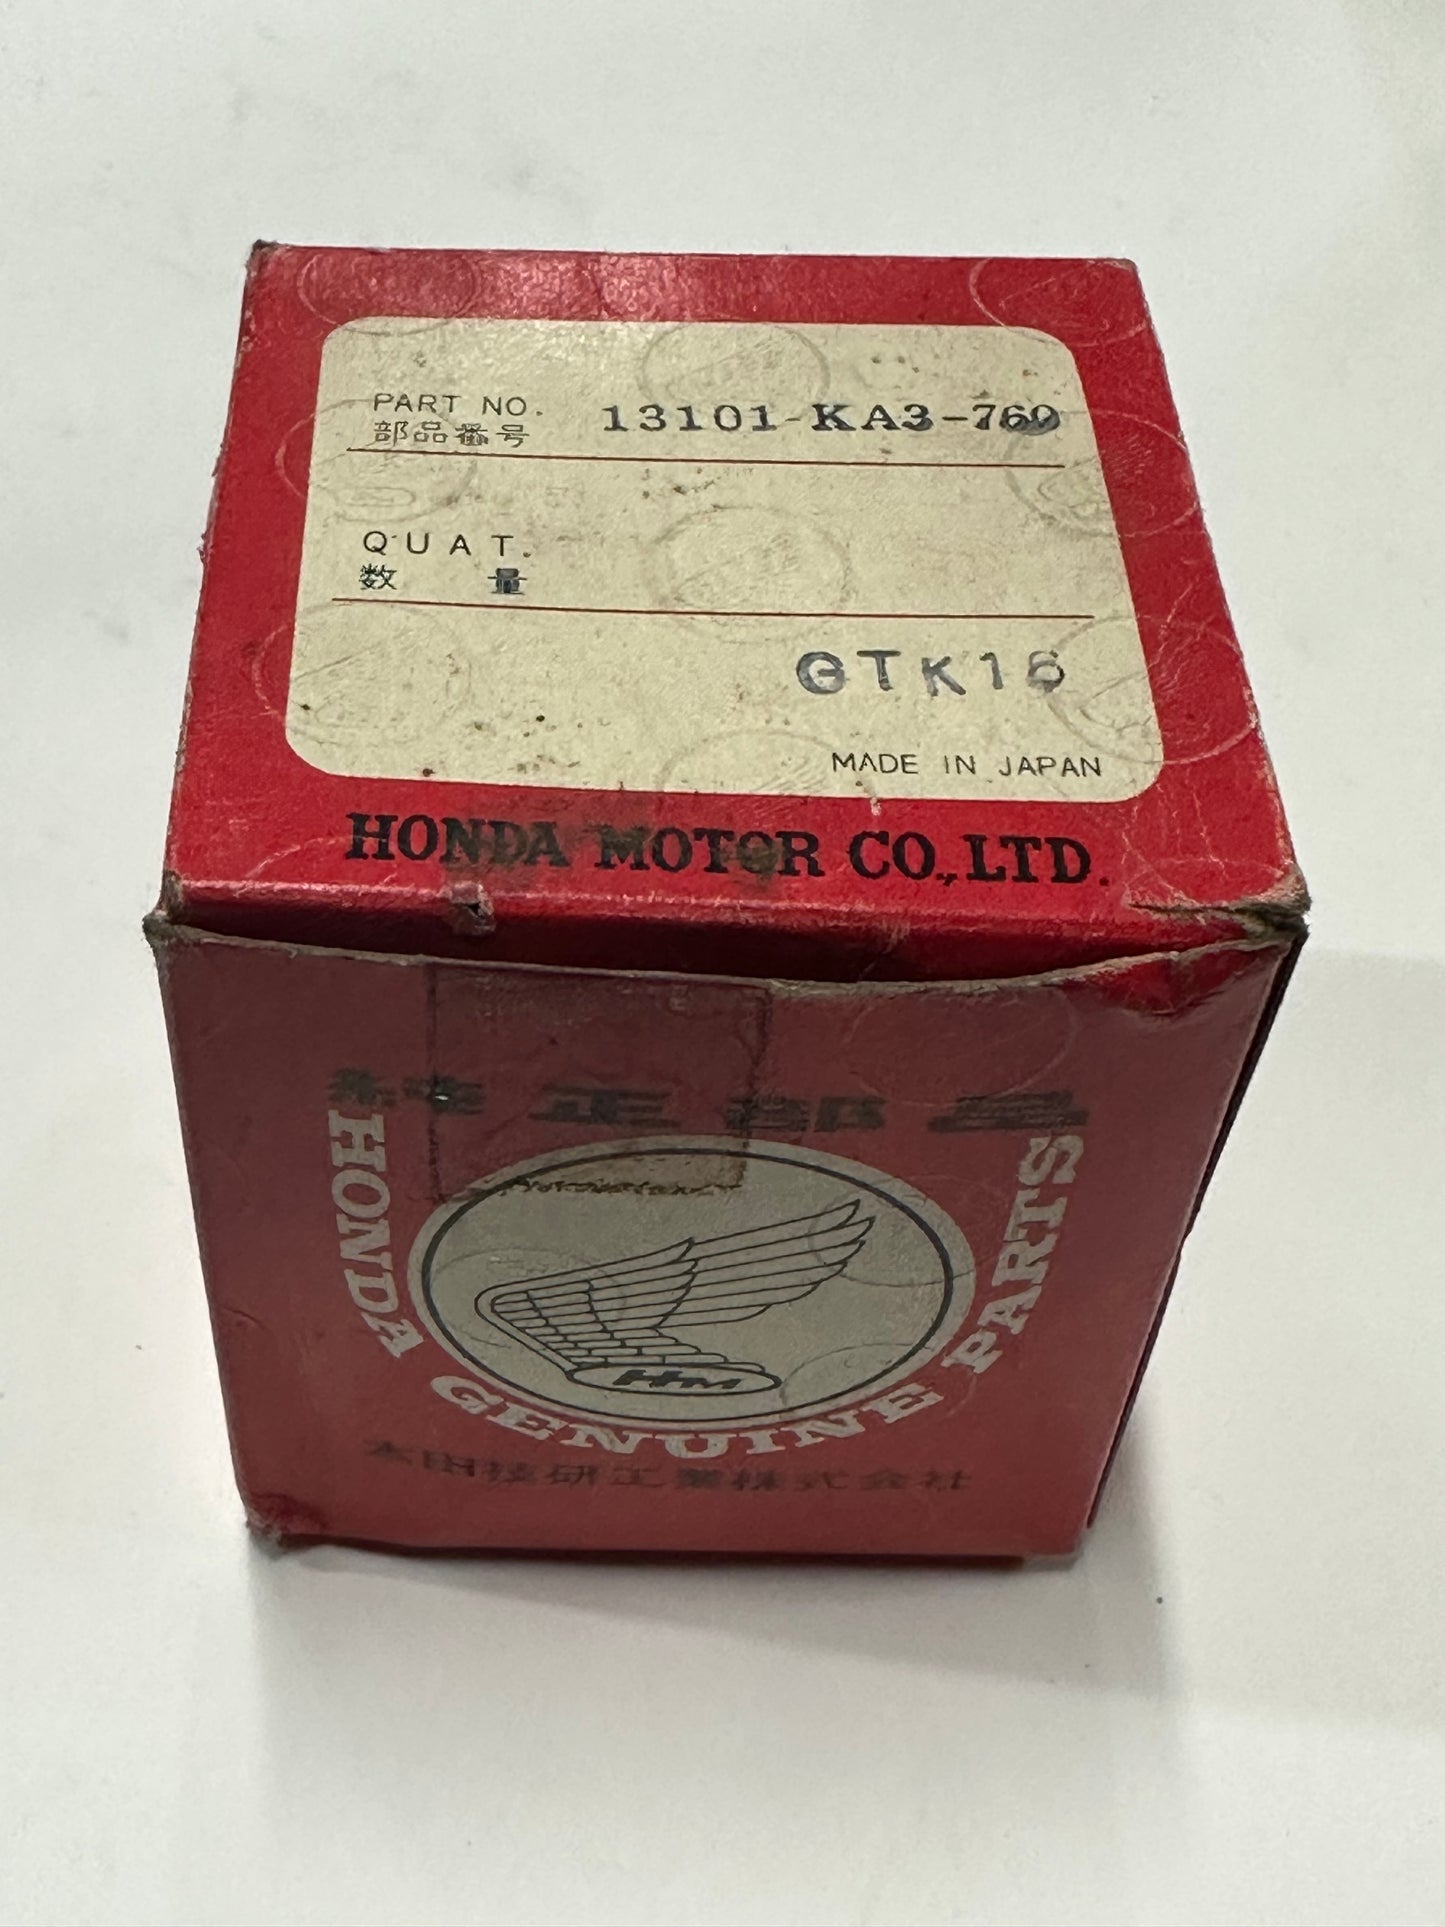 PART NO. 13101-KA3-760
部品番号
QUAT.
数 量
GTK16
MADE IN JAPAN
HONDA MOTOR CO., LTD.
純正部品
HONDA GENUINE PARTS
HM
本田技研工業株式会社